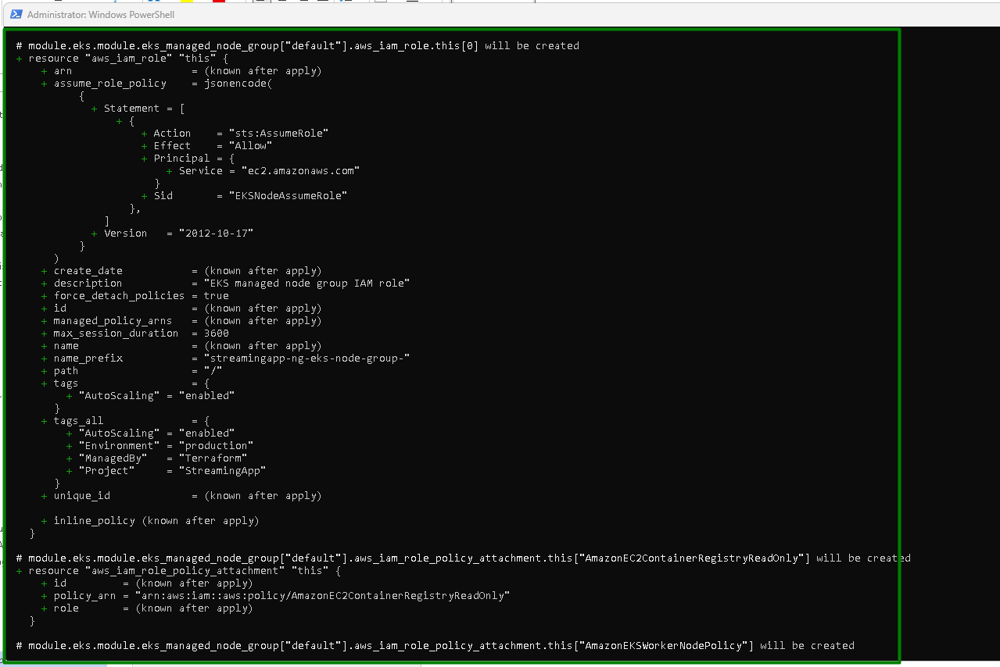 Administrator: Windows PowerShell
# module.eks.module.eks_managed_node_group["default"].aws_iam_role.this[0] will be created
+ resource "aws_iam_role" "this" {
    + arn                   = (known after apply)
    + assume_role_policy    = jsonencode(
          {
            + Statement = [
                + {
                    + Action    = "sts:AssumeRole"
                    + Effect    = "Allow"
                    + Principal = {
                        + Service = "ec2.amazonaws.com"
                      }
                    + Sid       = "EKSNodeAssumeRole"
                  },
              ]
            + Version   = "2012-10-17"
          }
      )
    + create_date           = (known after apply)
    + description           = "EKS managed node group IAM role"
    + force_detach_policies = true
    + id                    = (known after apply)
    + managed_policy_arns   = (known after apply)
    + max_session_duration  = 3600
    + name                  = (known after apply)
    + name_prefix           = "streamingapp-ng-eks-node-group-"
    + path                  = "/"
    + tags                  = {
        + "AutoScaling" = "enabled"
      }
    + tags_all              = {
        + "AutoScaling" = "enabled"
        + "Environment" = "production"
        + "ManagedBy"   = "Terraform"
        + "Project"     = "StreamingApp"
      }
    + unique_id             = (known after apply)
    + inline_policy (known after apply)
  }
# module.eks.module.eks_managed_node_group["default"].aws_iam_role_policy_attachment.this["AmazonEC2ContainerRegistryReadOnly"] will be created
+ resource "aws_iam_role_policy_attachment" "this" {
    + id         = (known after apply)
    + policy_arn = "arn:aws:iam::aws:policy/AmazonEC2ContainerRegistryReadOnly"
    + role       = (known after apply)
  }
# module.eks.module.eks_managed_node_group["default"].aws_iam_role_policy_attachment.this["AmazonEKSWorkerNodePolicy"] will be created